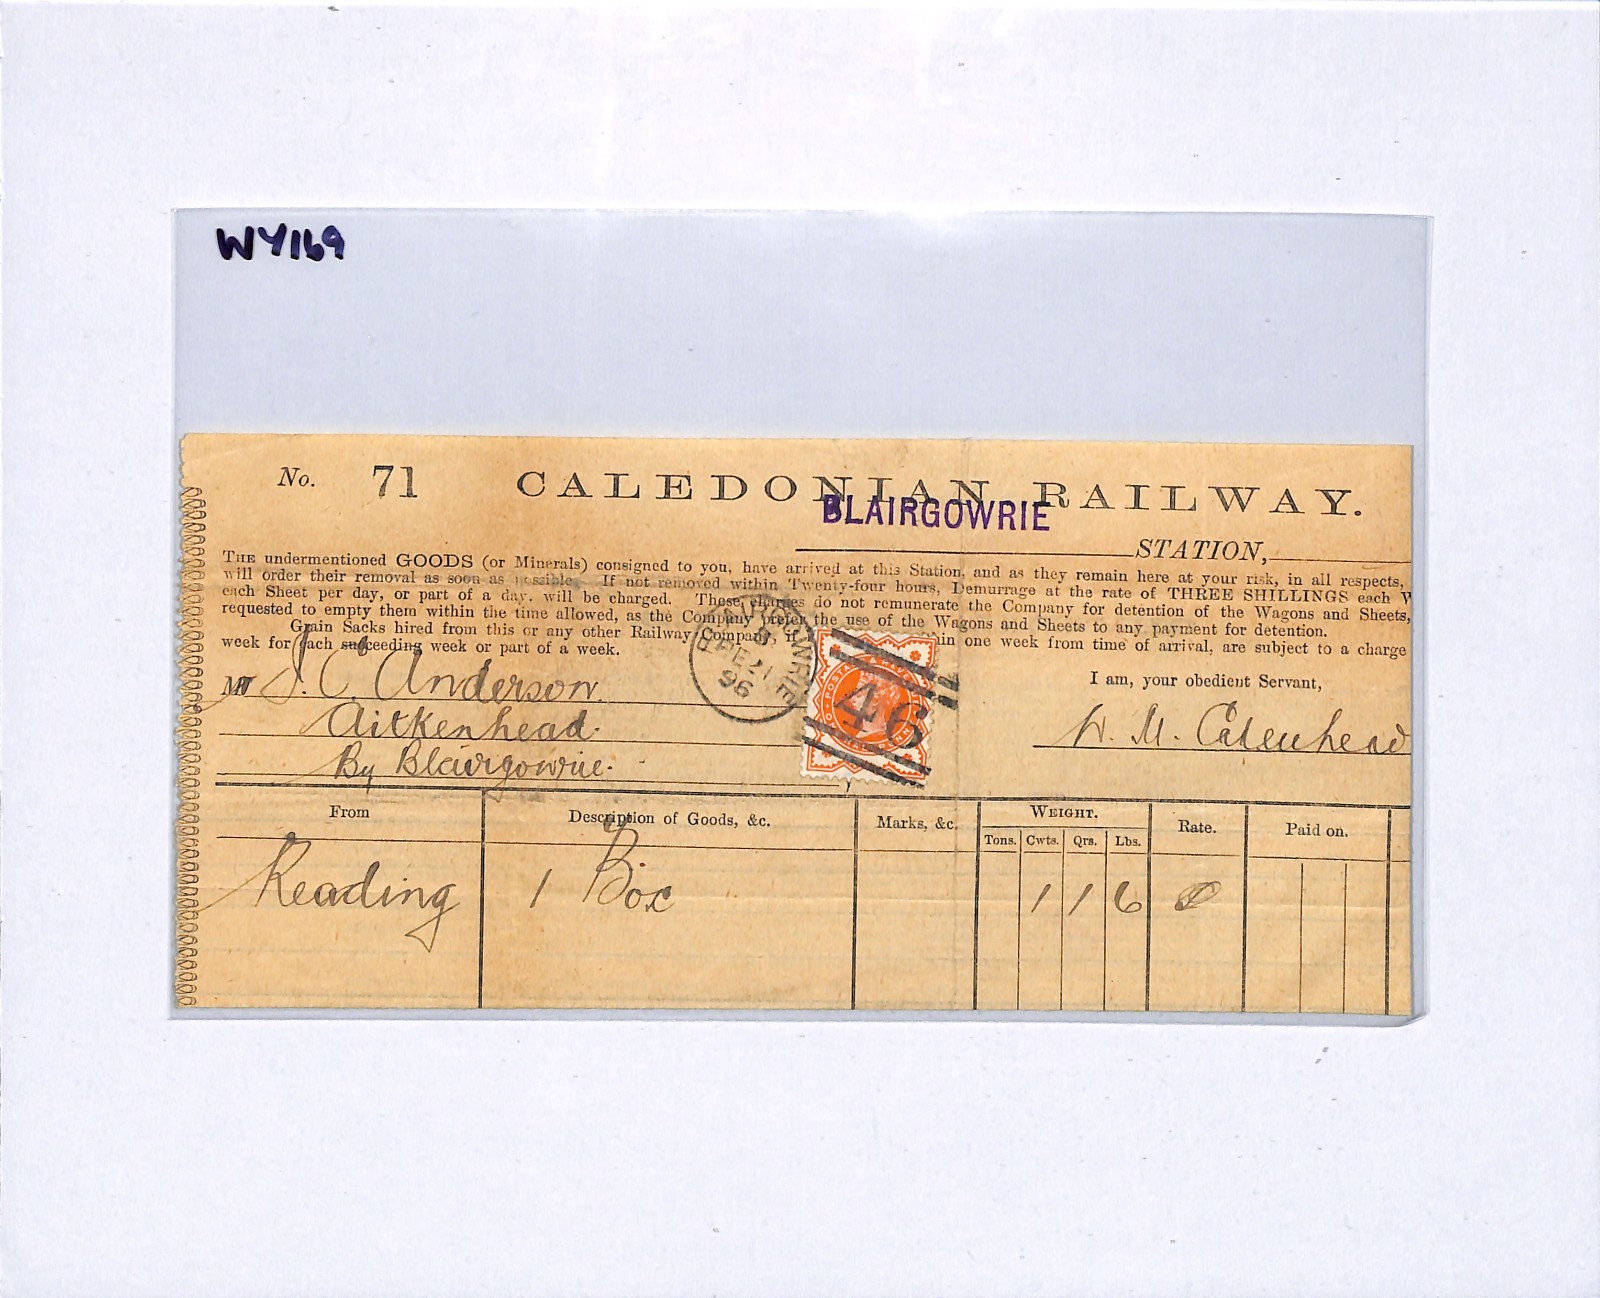 WY169
No. 71 CALEDONIAN RAILWAY.
BLAIRGOWRIE
STATION,
THE undermentioned GOODS (or Minerals) consigned to you, have arrived at this Station, and as they remain here at your risk, in all respects,
will order their removal as soon as possible. If not removed within Twenty-four hours, Demurrage at the rate of THREE SHILLINGS each W
each Sheet per day, or part of a day, will be charged. These charges do not remunerate the Company for detention of the Wagons and Sheets,
requested to empty them within the time allowed, as the Company prefer the use of the Wagons and Sheets to any payment for detention.
Grain Sacks hired from this or any other Railway Company, if one week from time of arrival, are subject to a charge
week for each succeeding week or part of a week.
I am, your obedient Servant,
Mr J. C. Anderson
Aitkenhead.
By Blairgowrie.
BLAIRGOWRIE
DE 21
96
46
POSTAGE &
W. M. Cadenhead
From Description of Goods, &c. Marks, &c. WEIGHT. Rate. Paid on.
Tons. Cwts. Qrs. Lbs.
Reading 1 Box 1 1 6